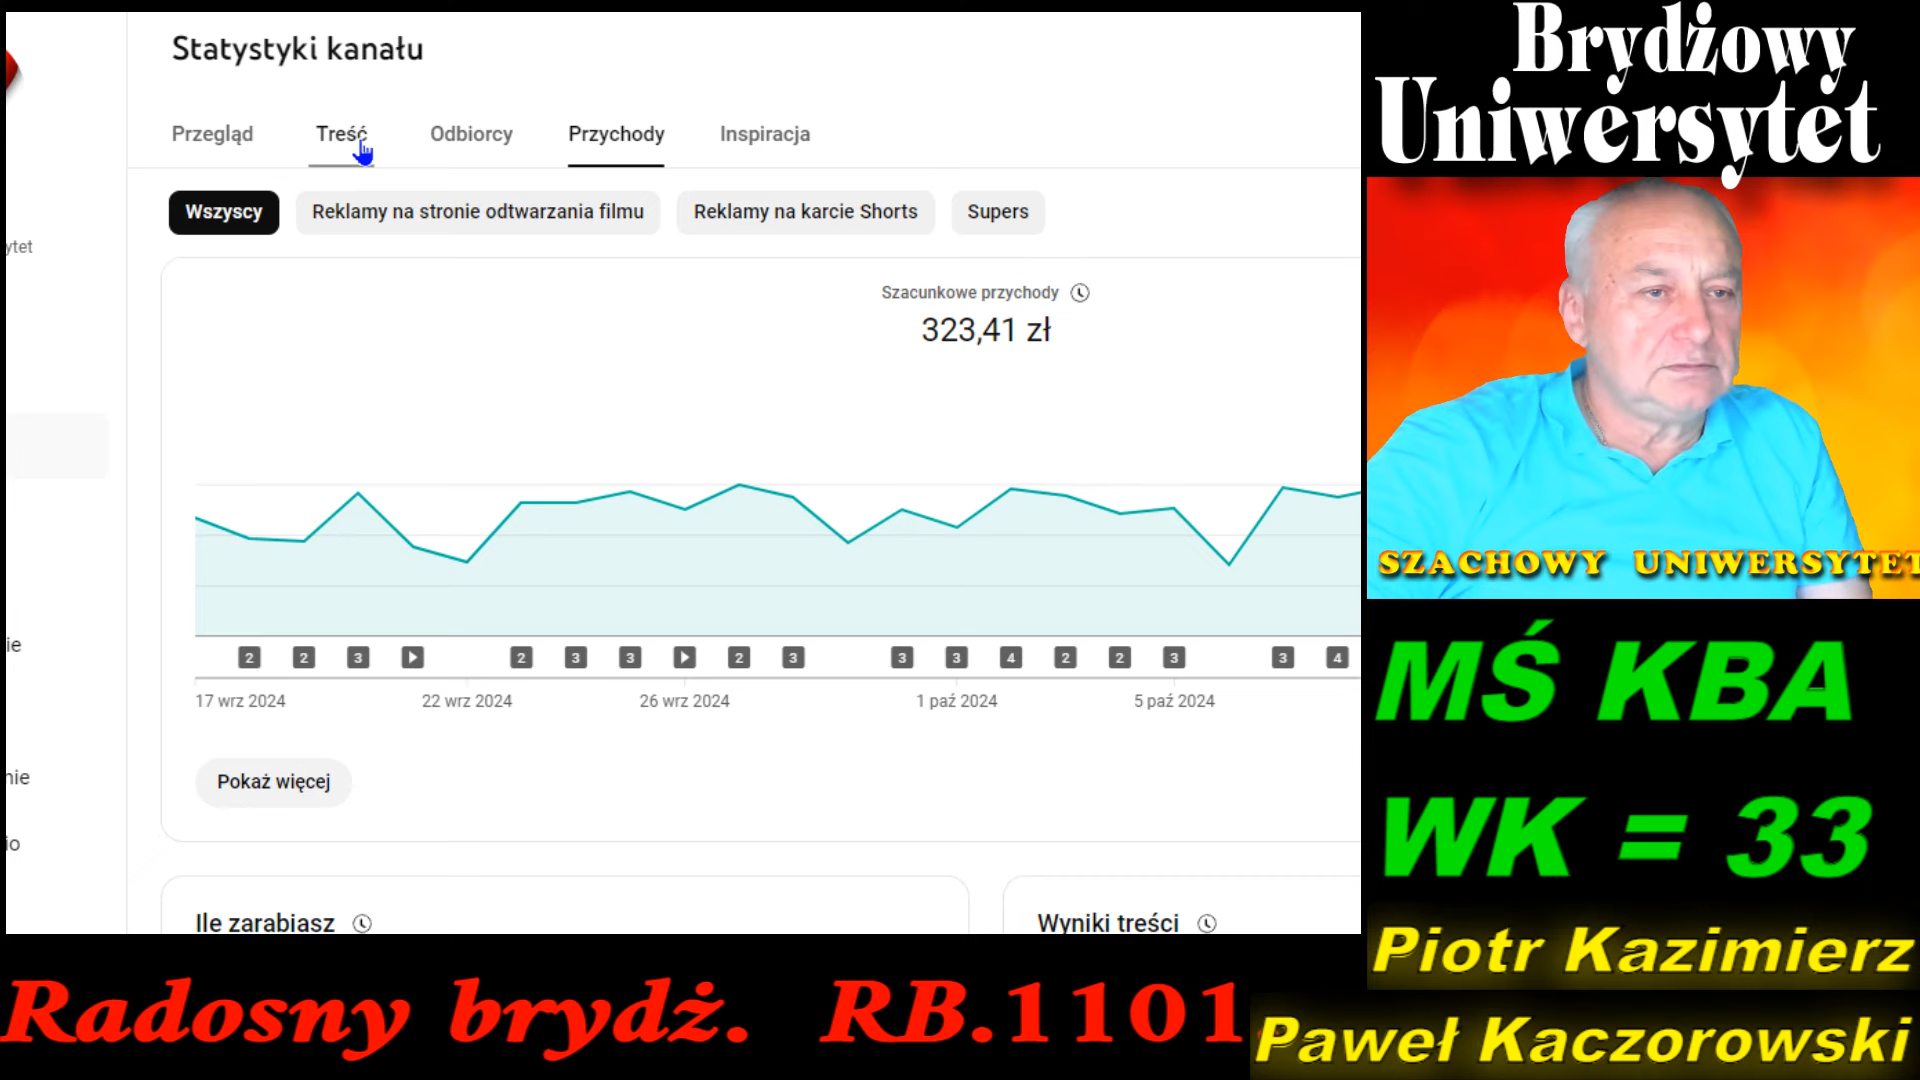 Statystyki kanału
Przegląd Treść Odbiorcy Przychody Inspiracja
Wszyscy Reklamy na stronie odtwarzania filmu Reklamy na karcie Shorts Supers
ytet
Szacunkowe przychody
323,41 zł
2 2 3 2 3 3 2 3 3 3 4 2 2 3 3 4
17 wrz 2024 22 wrz 2024 26 wrz 2024 1 paź 2024 5 paź 2024
ie
nie
io
Pokaż więcej
Ile zarabiasz
Wyniki treści
Brydżowy
Uniwersytet
SZACHOWY UNIWERSYTET
MŚ KBA
WK = 33
Piotr Kazimierz
Paweł Kaczorowski
Radosny brydż. RB.1101